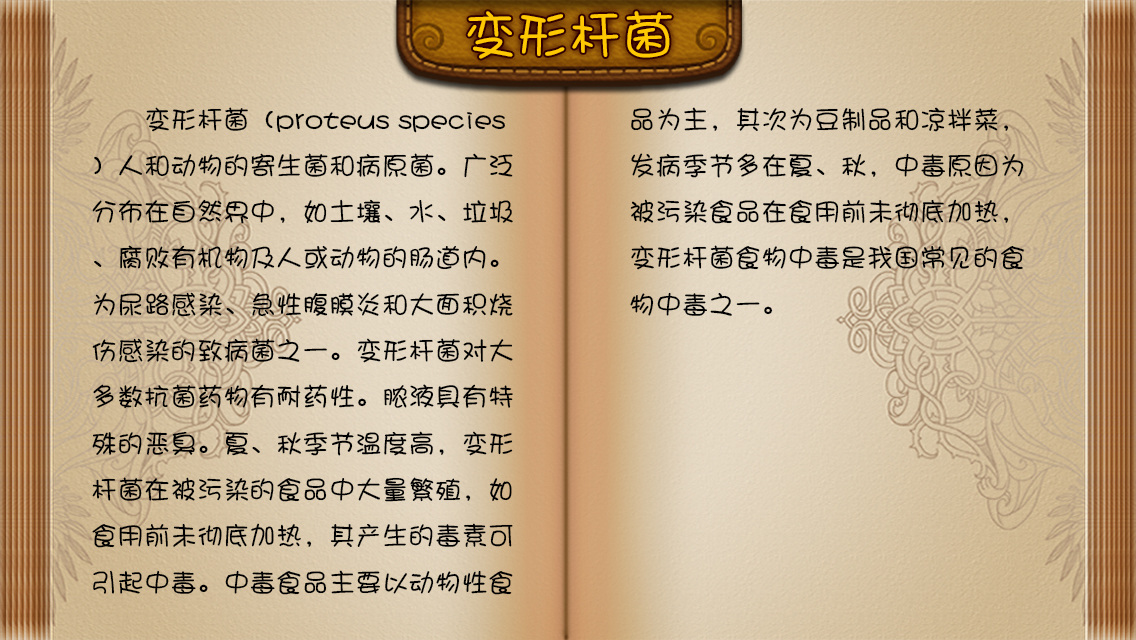 变形杆菌
变形杆菌（proteus species
）人和动物的寄生菌和病原菌。广泛
分布在自然界中，如土壤、水、垃圾
、腐败有机物及人或动物的肠道内。
为尿路感染、急性腹膜炎和大面积烧
伤感染的致病菌之一。变形杆菌对大
多数抗菌药物有耐药性。脓液具有特
殊的恶臭。夏、秋季节温度高，变形
杆菌在被污染的食品中大量繁殖，如
食用前未彻底加热，其产生的毒素可
引起中毒。中毒食品主要以动物性食
品为主，其次为豆制品和凉拌菜，
发病季节多在夏、秋，中毒原因为
被污染食品在食用前未彻底加热，
变形杆菌食物中毒是我国常见的食
物中毒之一。